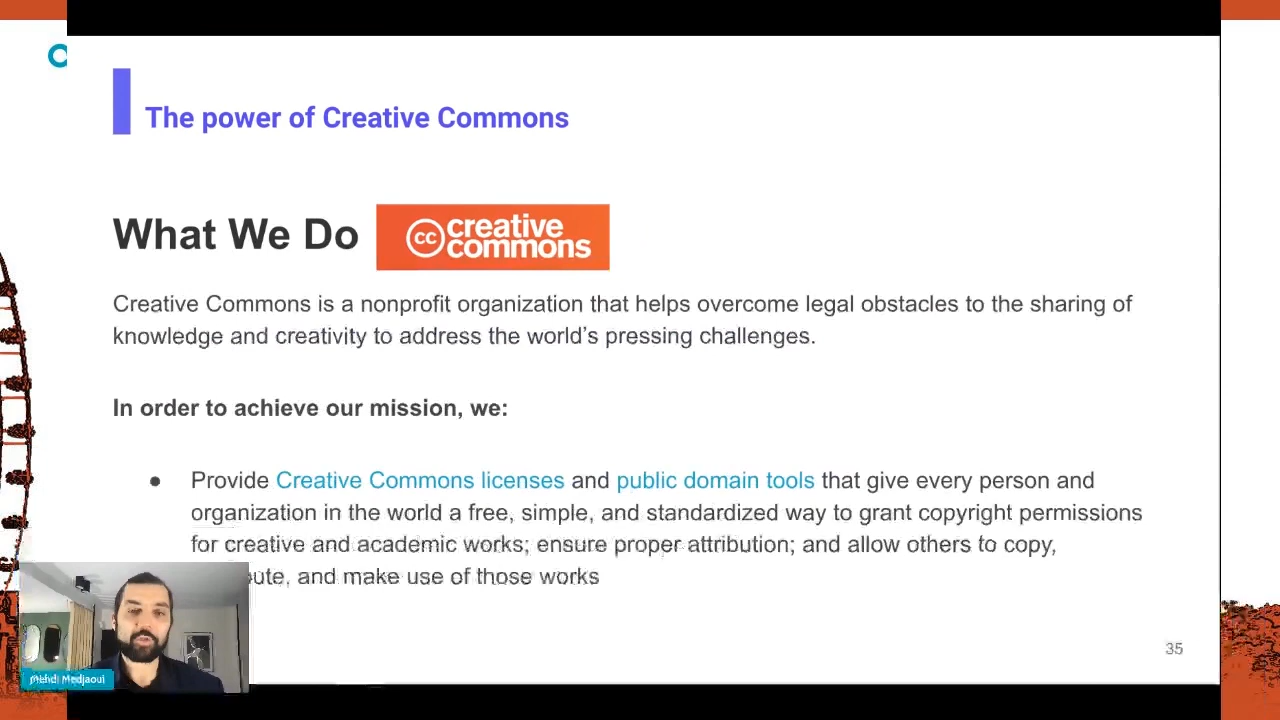 The power of Creative Commons
What We Do
cc creative
commons
Creative Commons is a nonprofit organization that helps overcome legal obstacles to the sharing of
knowledge and creativity to address the world's pressing challenges.
In order to achieve our mission, we:
● Provide Creative Commons licenses and public domain tools that give every person and
organization in the world a free, simple, and standardized way to grant copyright permissions
for creative and academic works; ensure proper attribution; and allow others to copy,
bute, and make use of those works
35
Mehdi Medjaoui